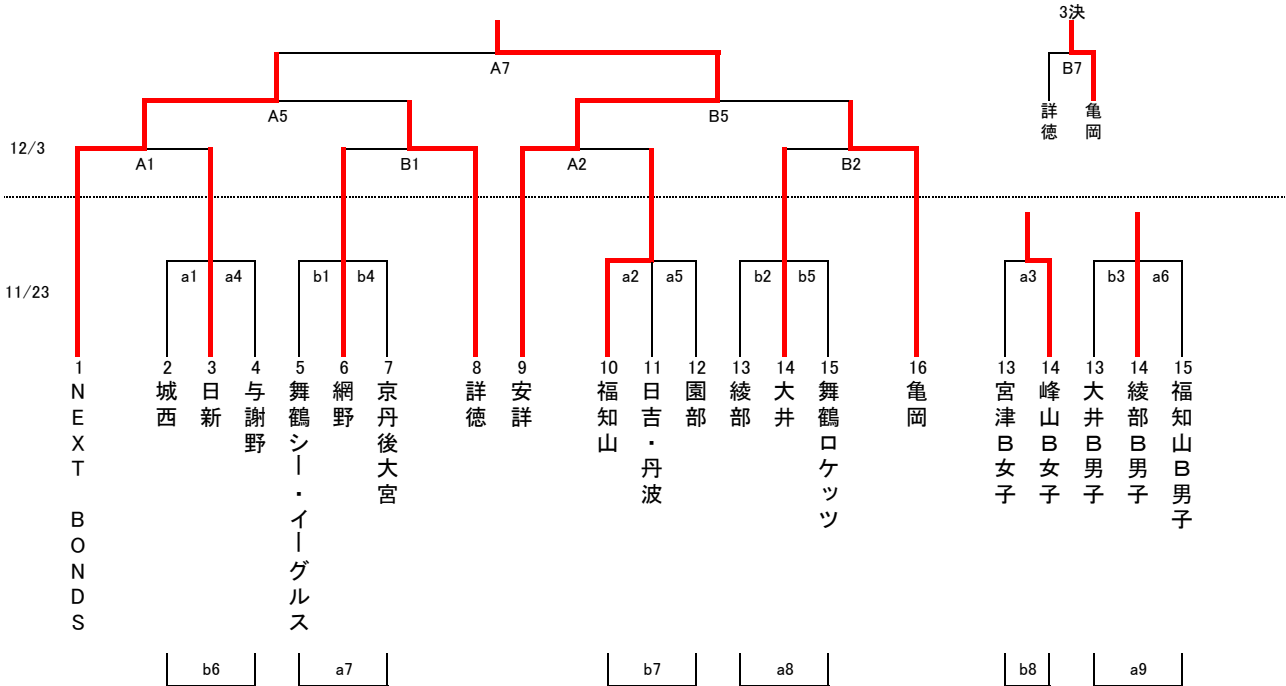 3決
A7
B7
A5
B5
詳徳
亀岡
12/3
A1
B1
A2
B2
a1
a4
b1
b4
a2
a5
b2
b5
a3
b3
a6
11/23
1
2
3
4
5
6
7
8
9
10
11
12
13
14
15
16
13
14
13
14
15
NEXT BONDS
城西
日新
与謝野
舞鶴シー・イーグルス
網野
京丹後大宮
詳徳
安詳
福知山
日吉・丹波
園部
綾部
大井
舞鶴ロケッツ
亀岡
宮津B女子
峰山B女子
大井B男子
綾部B男子
福知山B男子
b6
a7
b7
a8
b8
a9